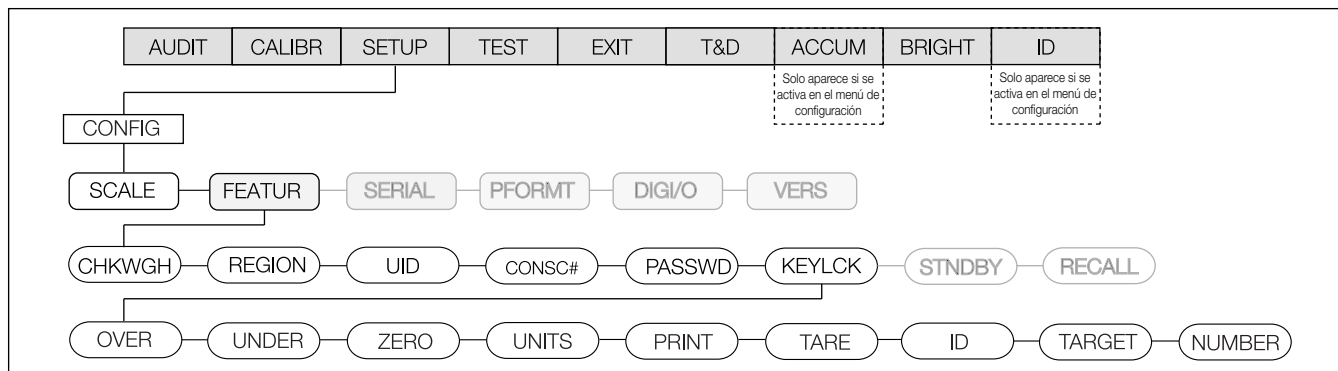 AUDIT CALIBR SETUP TEST EXIT T&D ACCUM BRIGHT ID
Solo aparece si se
activa en el menú de
configuración
Solo aparece si se
activa en el menú de
configuración
CONFIG
SCALE FEATUR SERIAL PFORMT DIGI/O VERS
CHKWGH REGION UID CONSC# PASSWD KEYLCK STNDBY RECALL
OVER UNDER ZERO UNITS PRINT TARE ID TARGET NUMBER